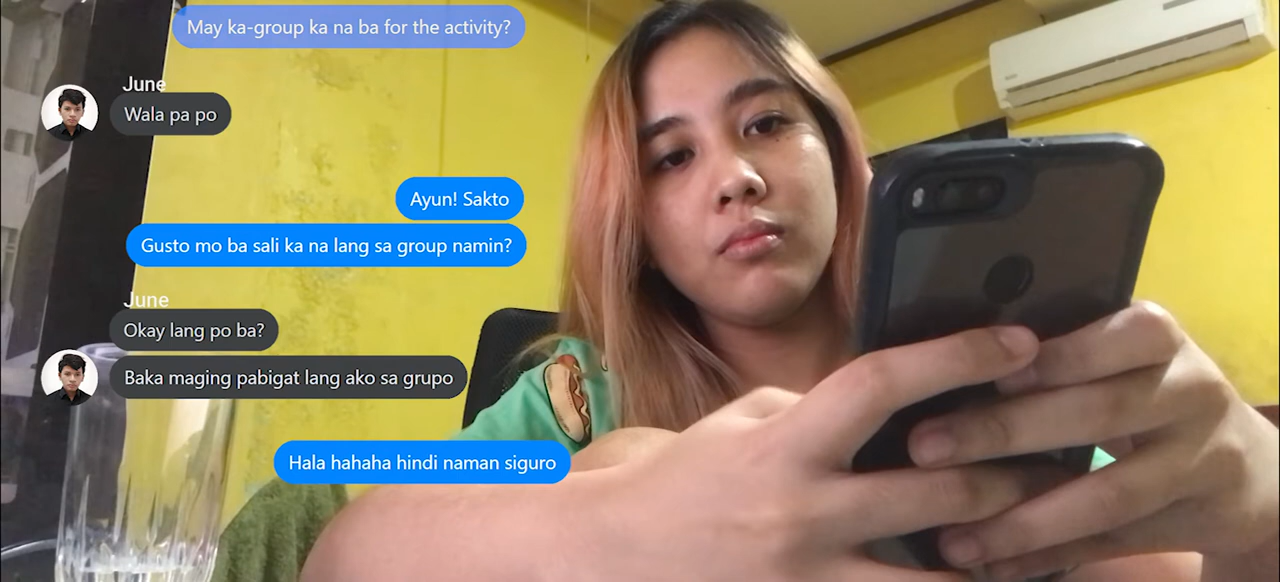 May ka-group ka na ba for the activity?
June
Wala pa po
Ayun! Sakto
Gusto mo ba sali ka na lang sa group namin?
June
Okay lang po ba?
Baka maging pabigat lang ako sa grupo
Hala hahaha hindi naman siguro